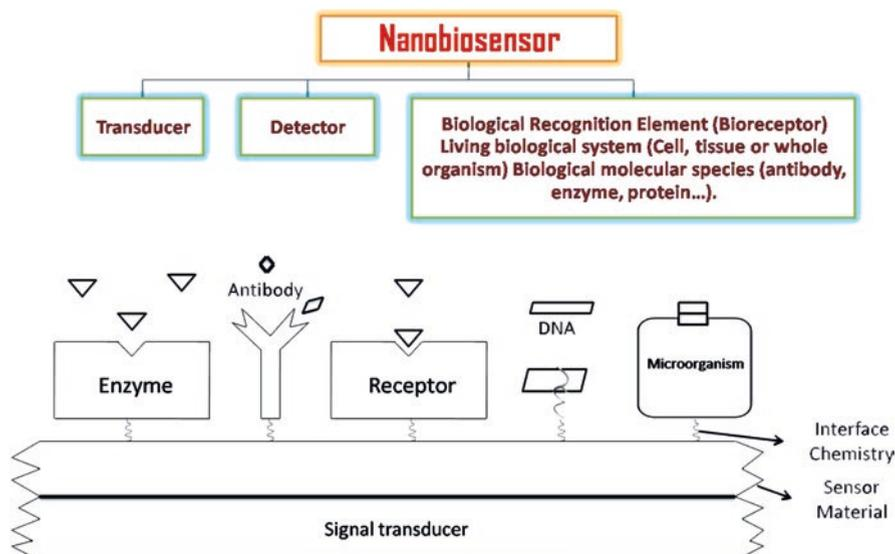 Nanobiosensor
Transducer
Detector
Biological Recognition Element (Bioreceptor)
Living biological system (Cell, tissue or whole
organism) Biological molecular species (antibody,
enzyme, protein...).
Antibody
DNA
Enzyme
Receptor
Microorganism
Interface
Chemistry
Sensor
Material
Signal transducer